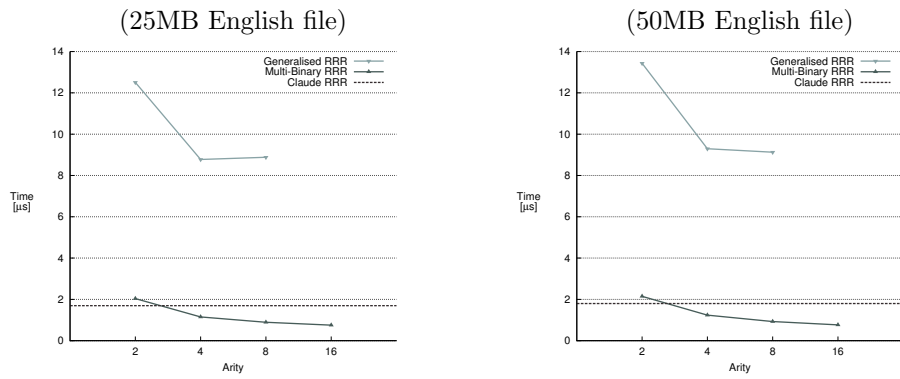 (25MB English file)
14
12
10
8
6
4
2
0
Time
[µs]
2
4
8
16
Arity
Generalised RRR
Multi-Binary RRR
Claude RRR
(50MB English file)
14
12
10
8
6
4
2
0
Time
[µs]
2
4
8
16
Arity
Generalised RRR
Multi-Binary RRR
Claude RRR